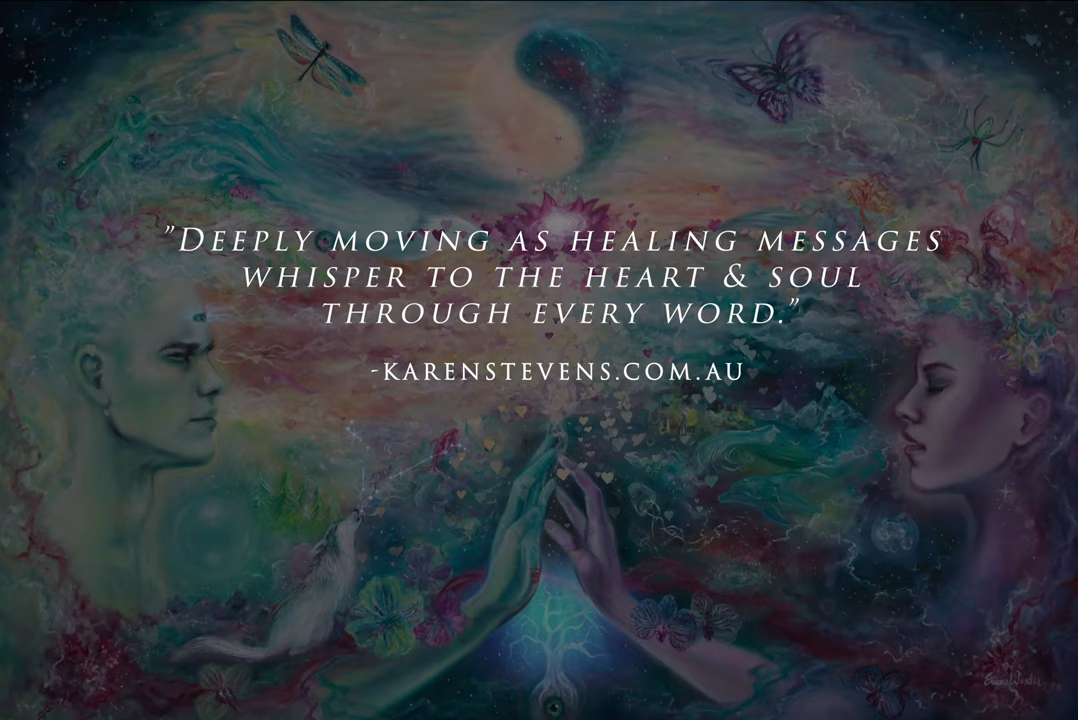 ”DEEPLY MOVING AS HEALING MESSAGES
WHISPER TO THE HEART & SOUL
THROUGH EVERY WORD.”
-KARENSTEVENS.COM.AU